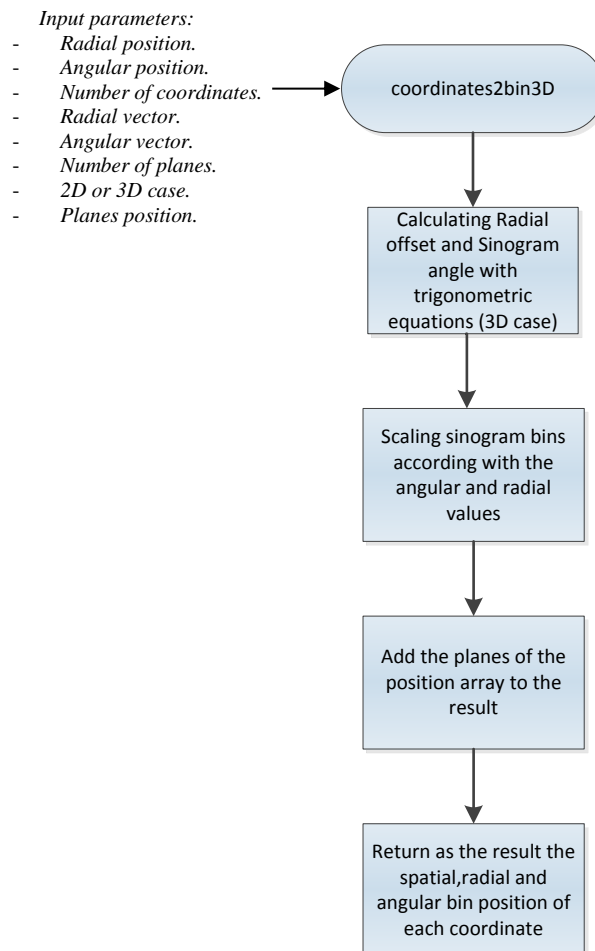 Input parameters:
- Radial position.
- Angular position.
- Number of coordinates.
- Radial vector.
- Angular vector.
- Number of planes.
- 2D or 3D case.
- Planes position.
coordinates2bin3D
Calculating Radial
offset and Sinogram
angle with
trigonometric
equations (3D case)
Scaling sinogram bins
according with the
angular and radial
values
Add the planes of the
position array to the
result
Return as the result the
spatial,radial and
angular bin position of
each coordinate